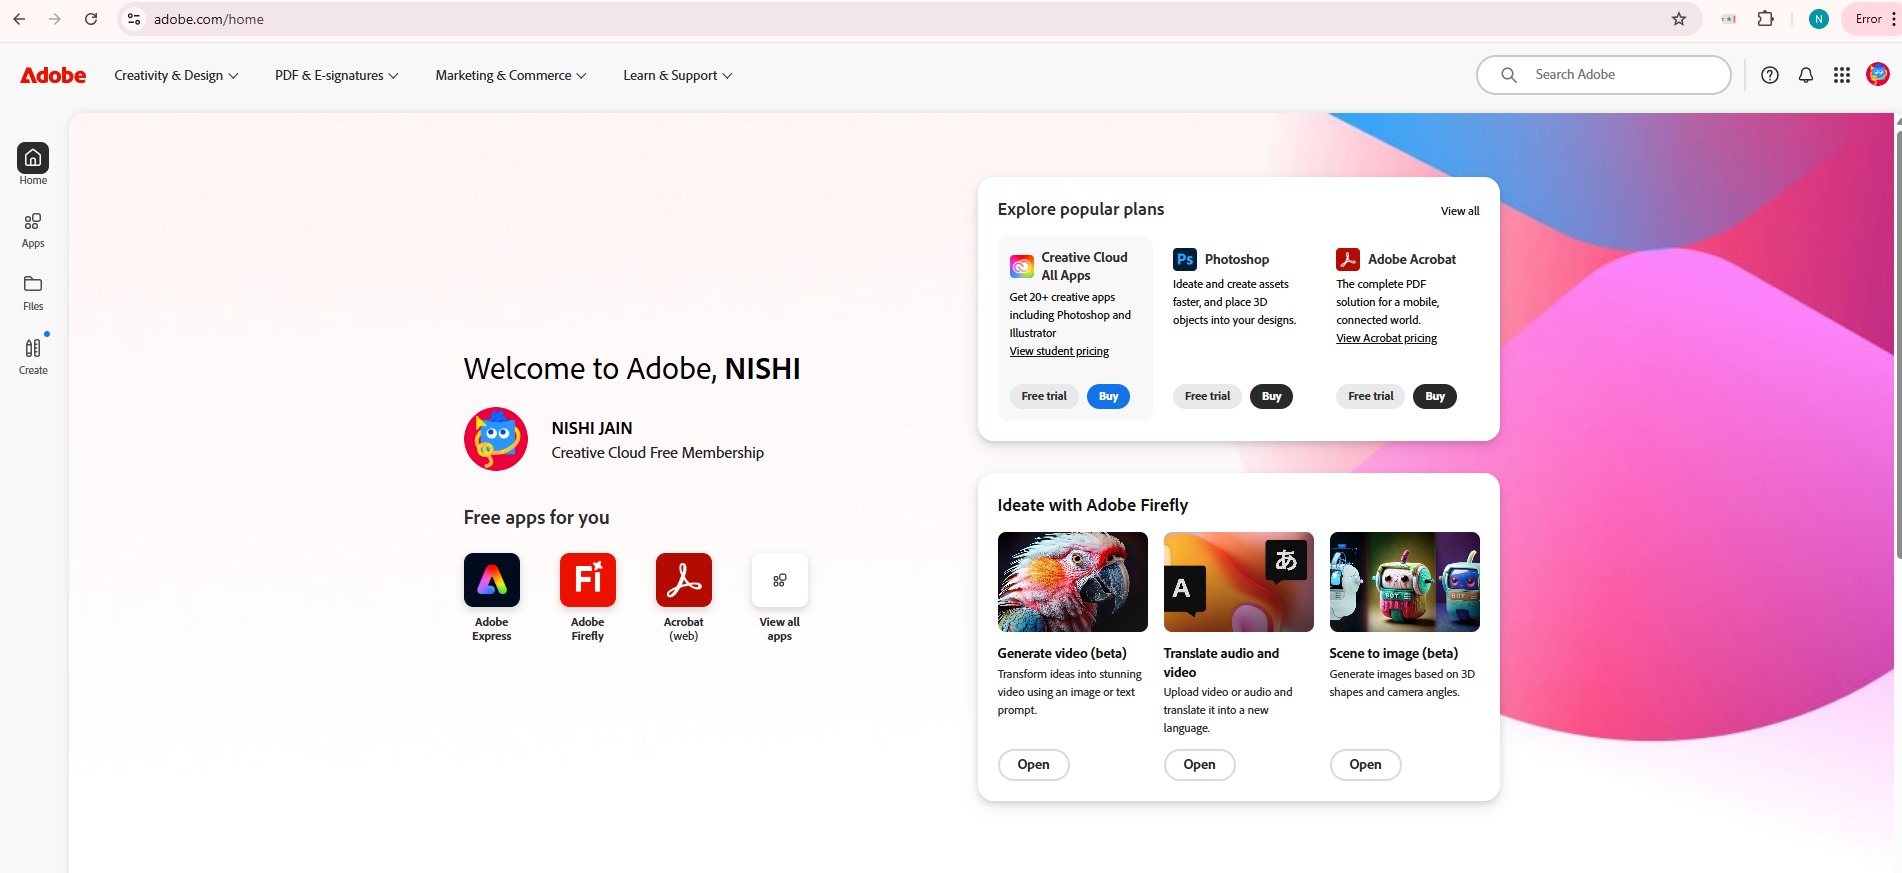 adobe.com/home
N
Error
Adobe
Creativity & Design
PDF & E-signatures
Marketing & Commerce
Learn & Support
Search Adobe
Home
Apps
Files
Create
Welcome to Adobe, NISHI
NISHI JAIN
Creative Cloud Free Membership
Free apps for you
Adobe
Express
Fi
Adobe
Firefly
Acrobat
(web)
View all
apps
Explore popular plans
View all
Creative Cloud
All Apps
Get 20+ creative apps
including Photoshop and
Illustrator
View student pricing
Free trial
Buy
Ps
Photoshop
Ideate and create assets
faster, and place 3D
objects into your designs.
Free trial
Buy
Adobe Acrobat
The complete PDF
solution for a mobile,
connected world.
View Acrobat pricing
Free trial
Buy
Ideate with Adobe Firefly
Generate video (beta)
Transform ideas into stunning
video using an image or text
prompt.
Open
A
あ
Translate audio and
video
Upload video or audio and
translate it into a new
language.
Open
BOT
BOT
Scene to image (beta)
Generate images based on 3D
shapes and camera angles.
Open